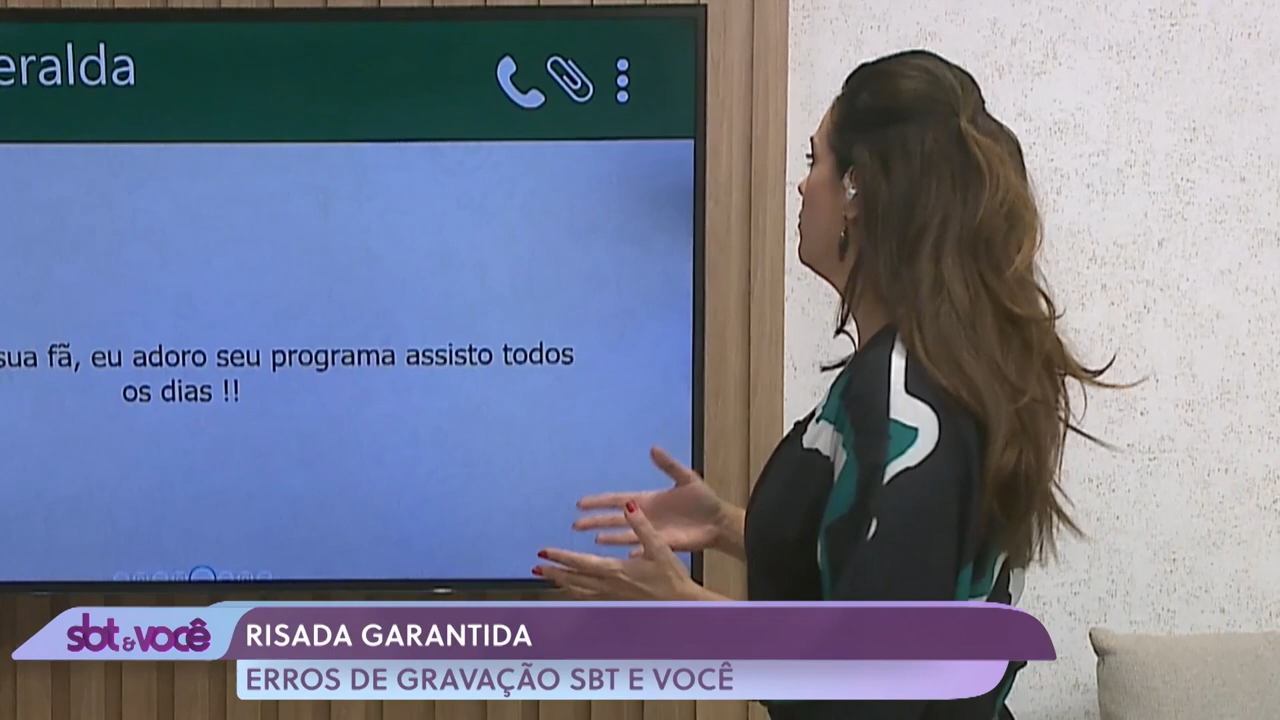 eralda
sua fã, eu adoro seu programa assisto todos
os dias !!
sbt&você
RISADA GARANTIDA
ERROS DE GRAVAÇÃO SBT E VOCÊ